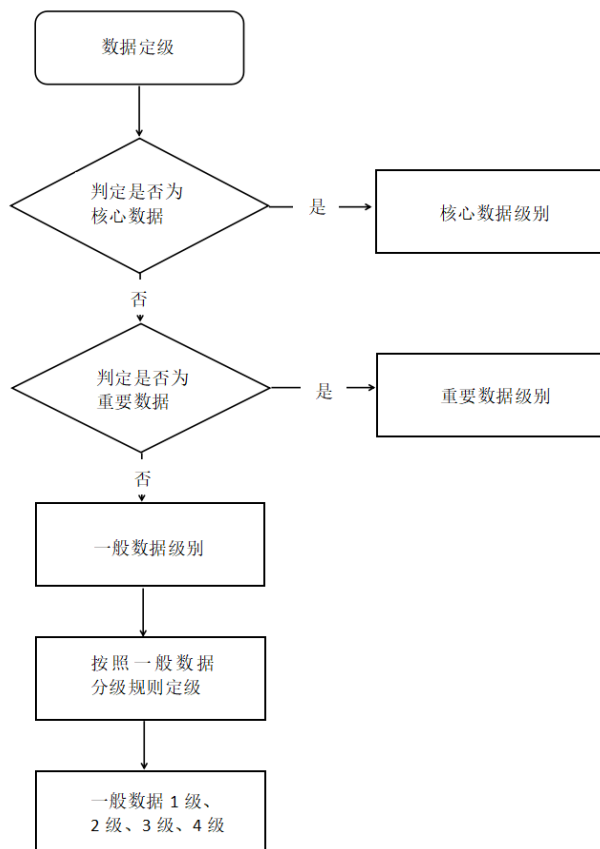 数据定级
判定是否为
核心数据
是
核心数据级别
否
判定是否为
重要数据
是
重要数据级别
否
一般数据级别
按照一般数据
分级规则定级
一般数据 1 级、
2 级、3 级、4 级